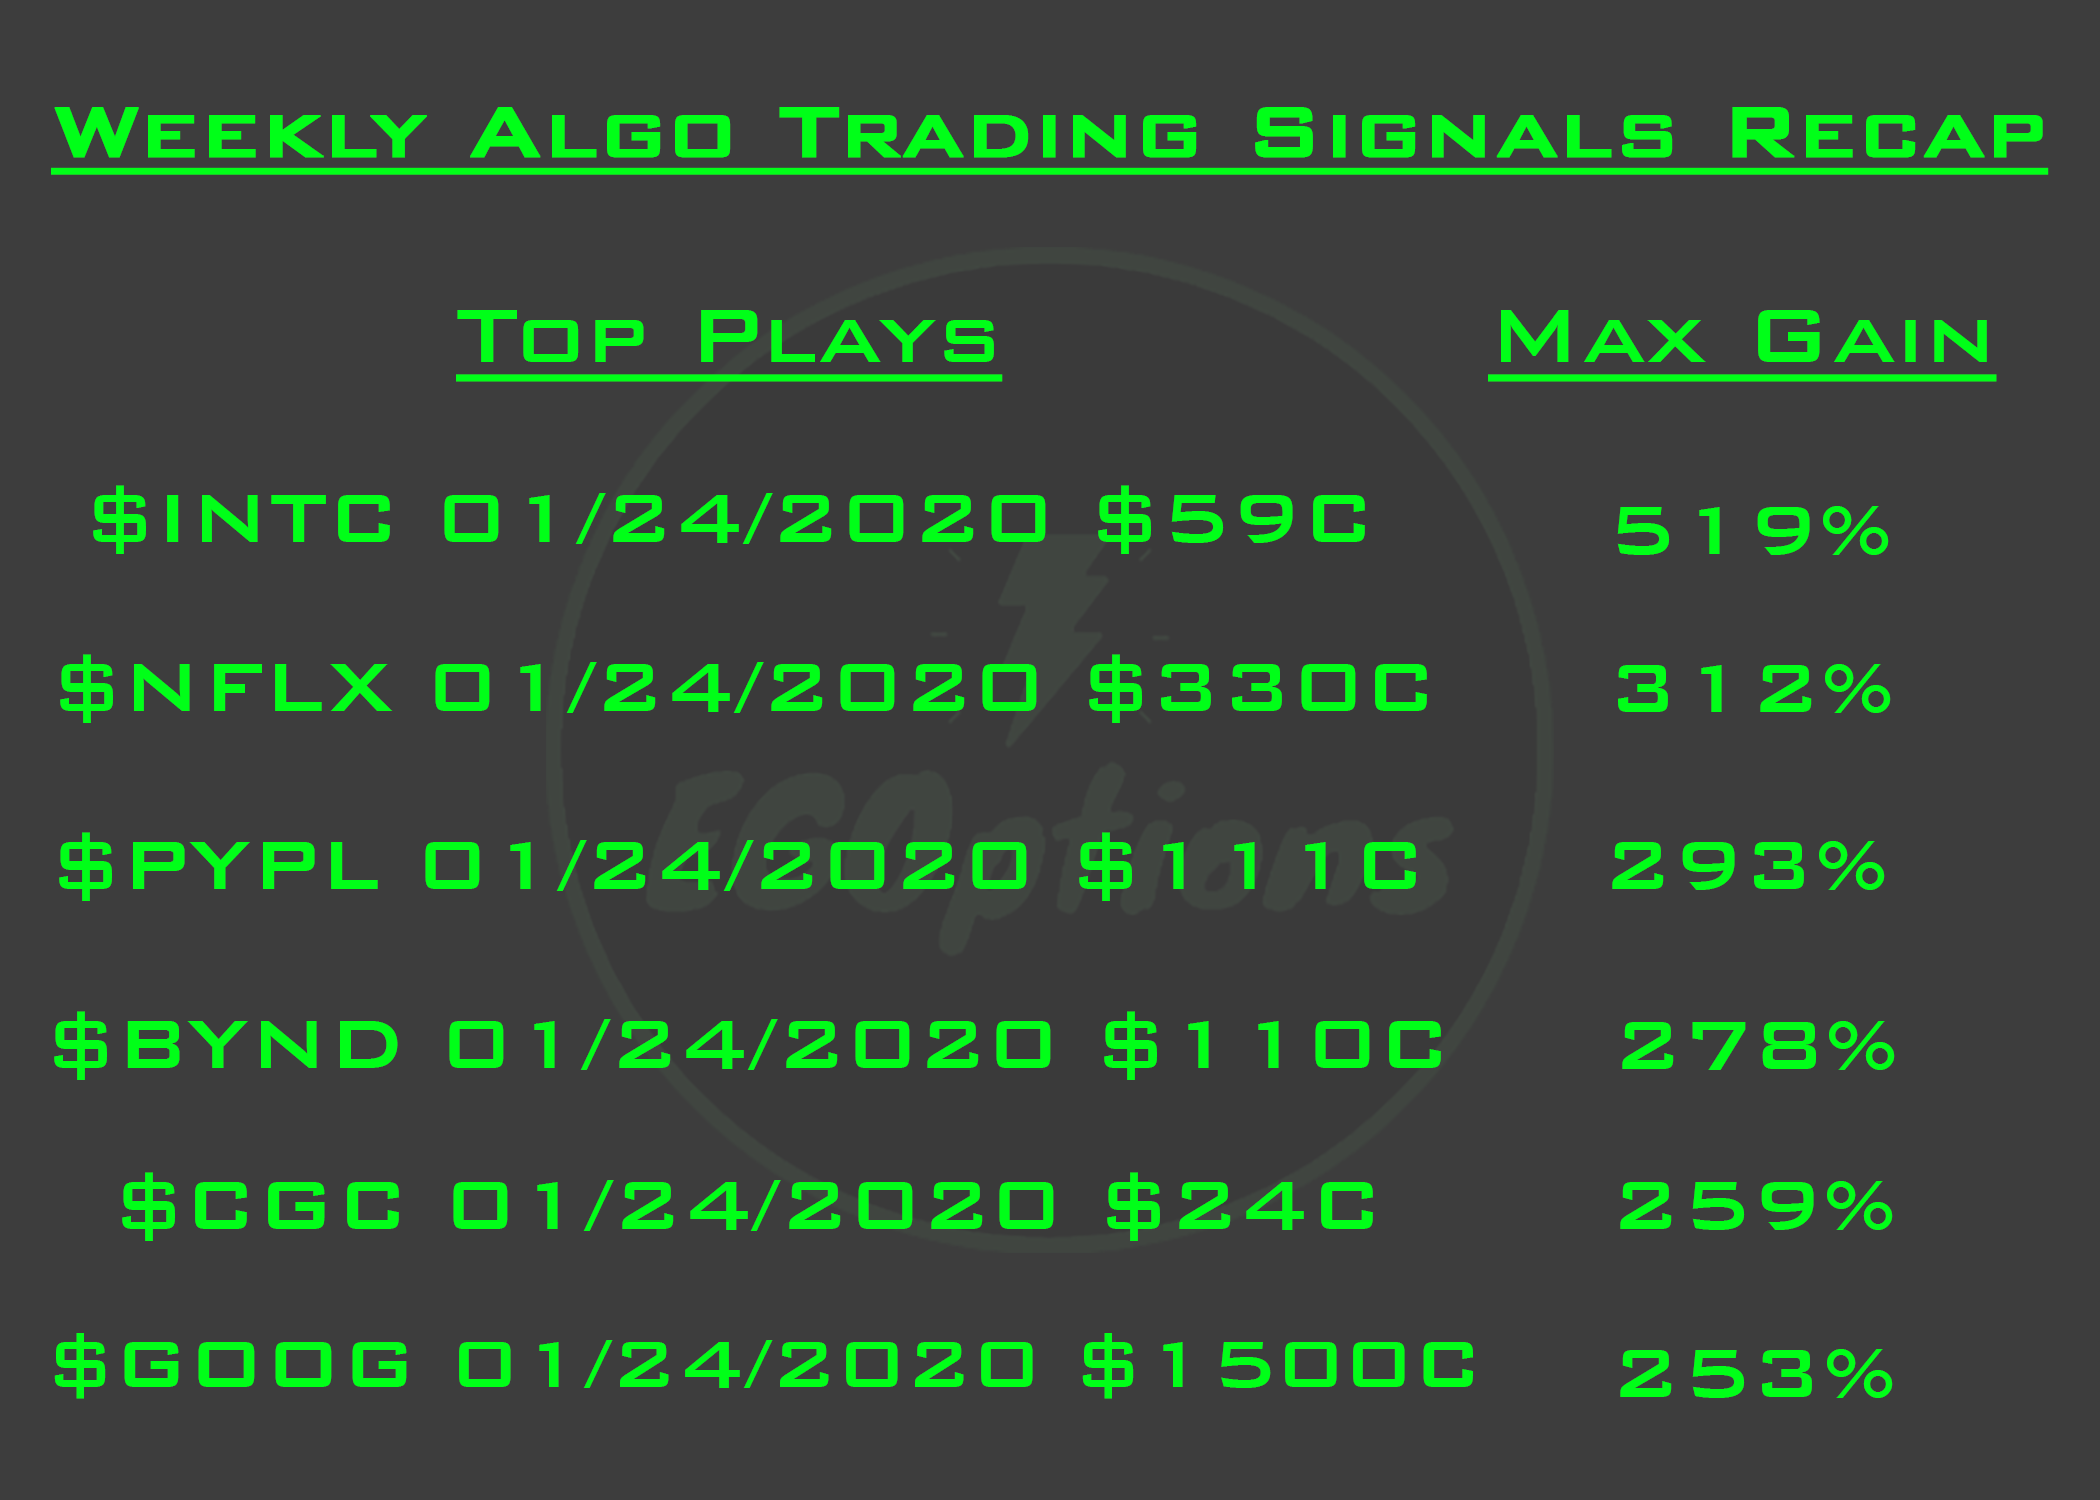 Weekly Algo Trading Signals Recap
Top Plays Max Gain
$INTC 01/24/2020 $59C 519%
$NFLX 01/24/2020 $330C 312%
$PYPL 01/24/2020 $111C 293%
EGOptions
$BYND 01/24/2020 $110C 278%
$CGC 01/24/2020 $24C 259%
$GOOG 01/24/2020 $1500C 253%